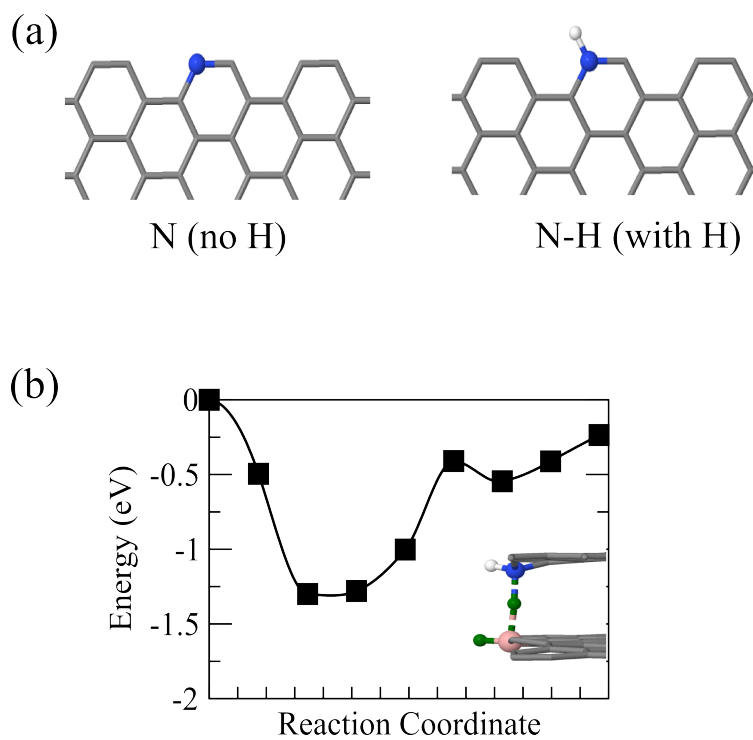 (a)
N (no H)
N-H (with H)
(b)
Energy (eV)
0
-0.5
-1
-1.5
-2
Reaction Coordinate